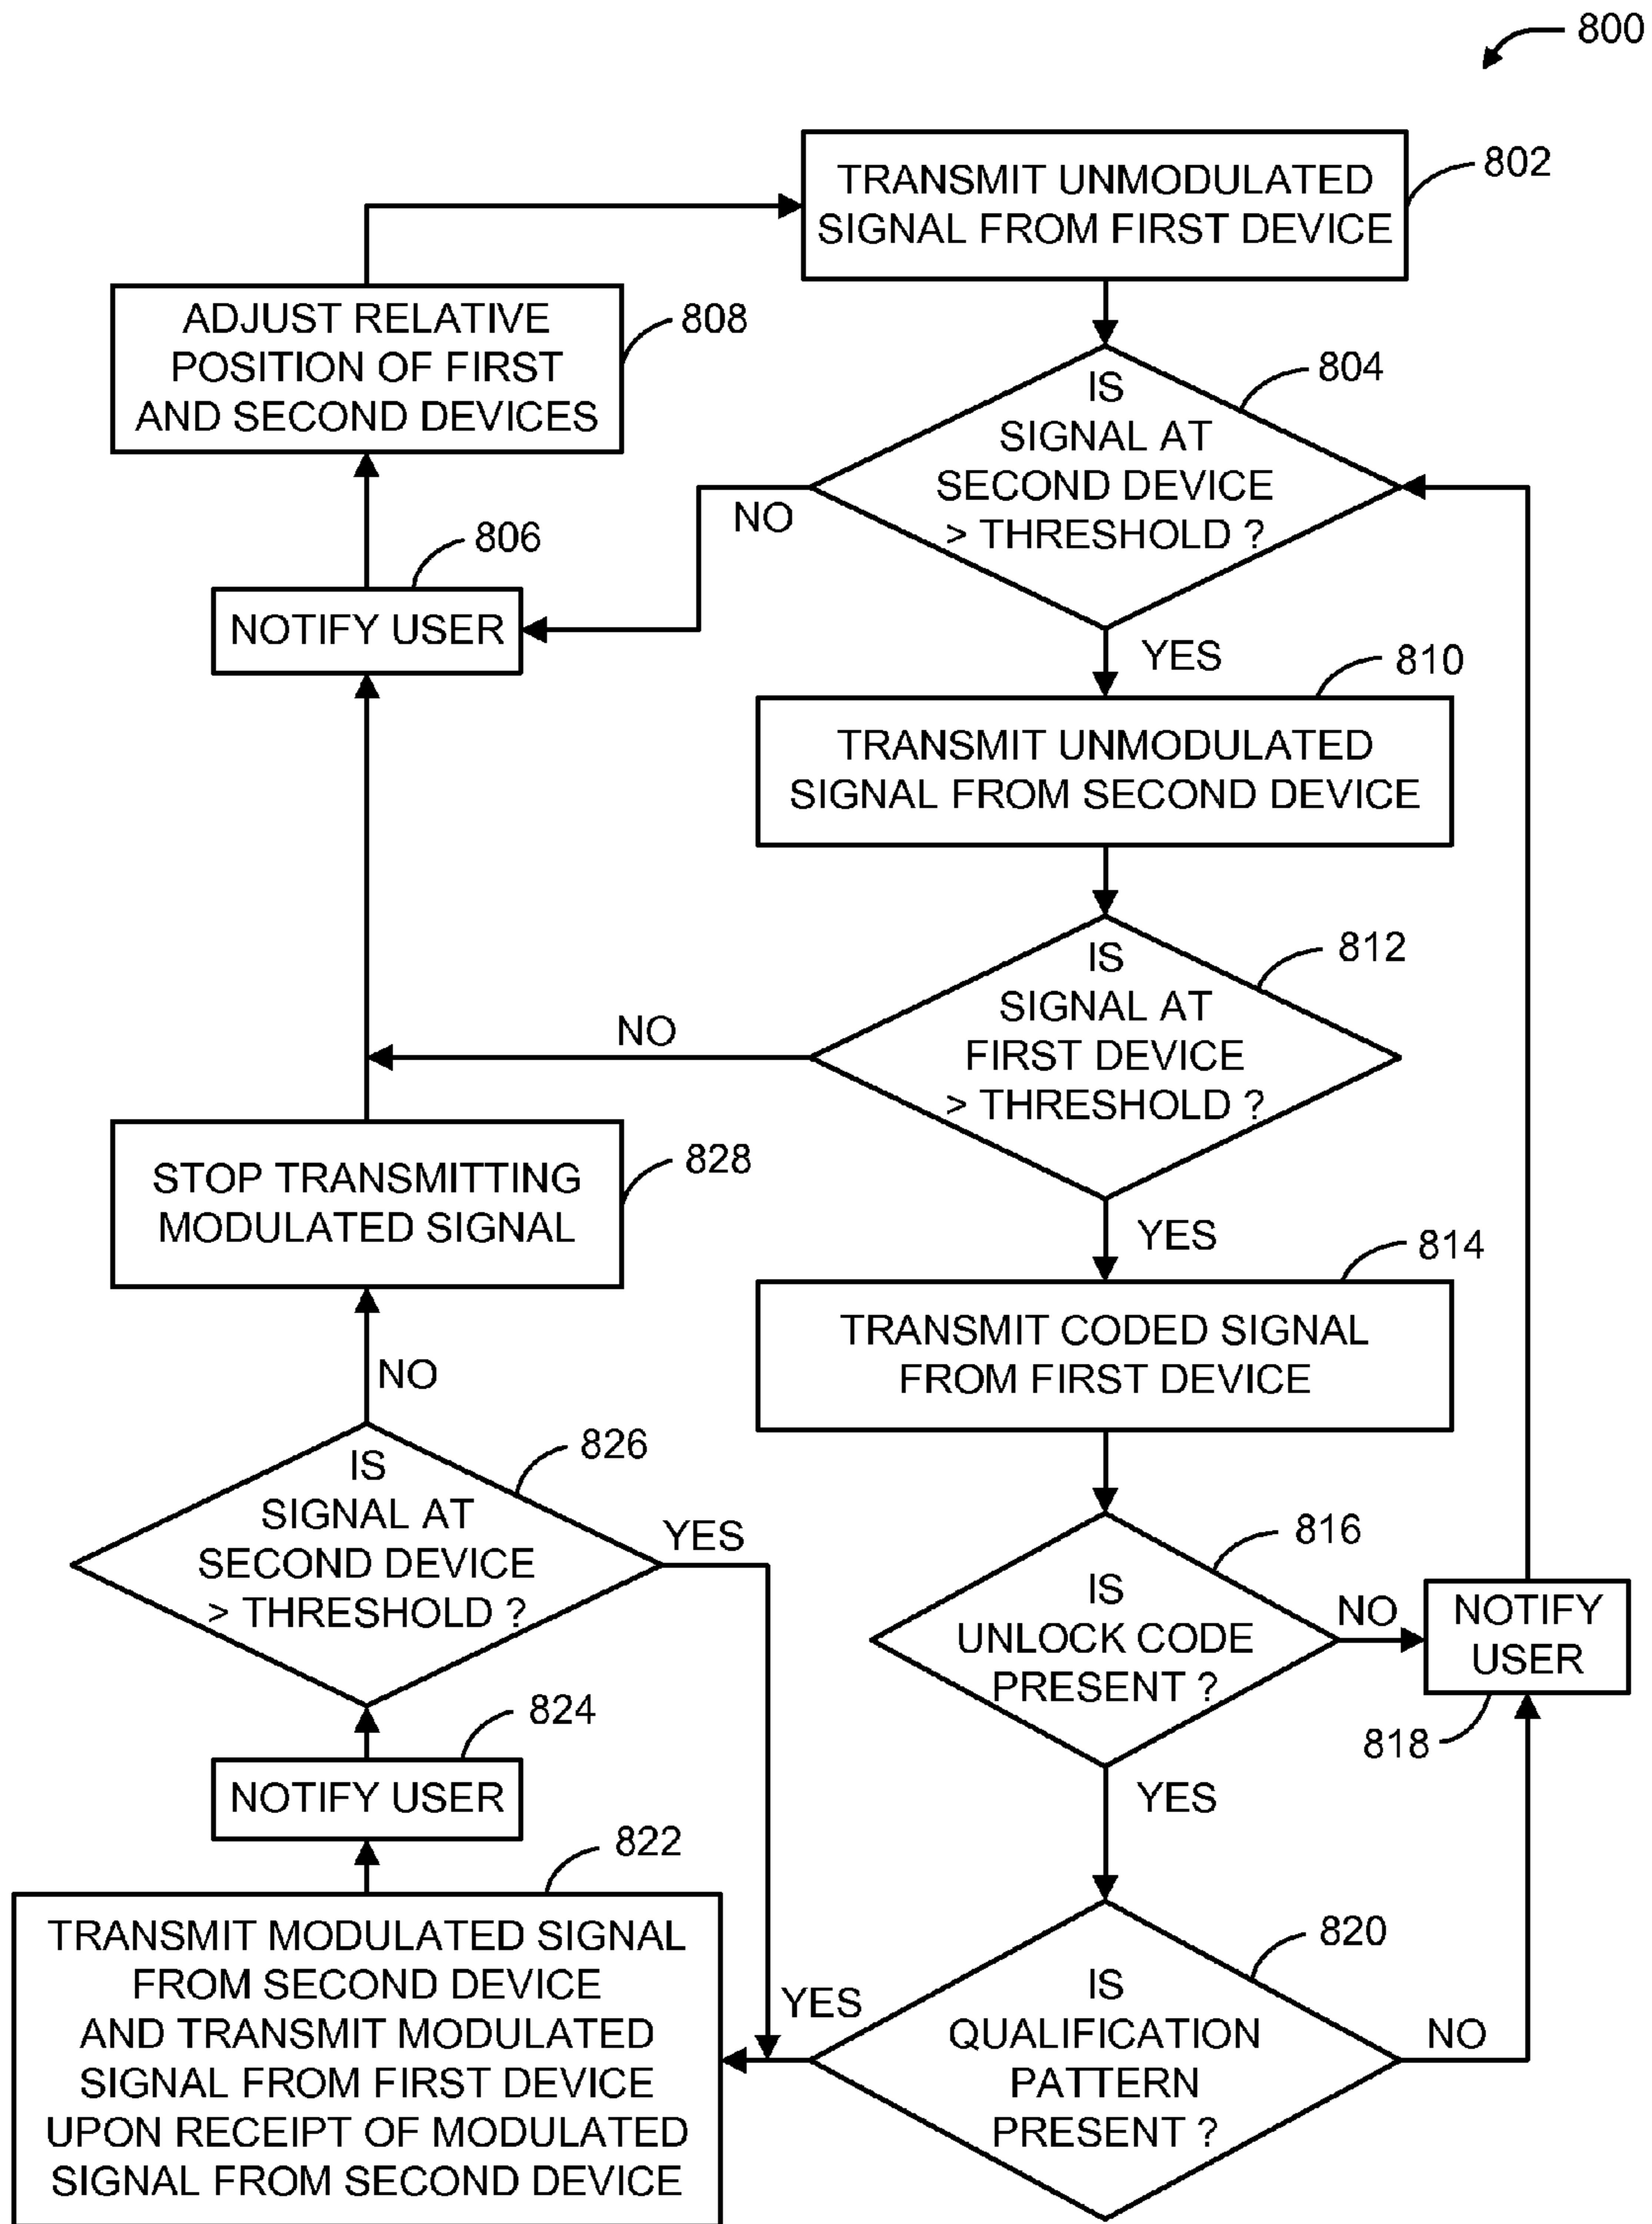 800
TRANSMIT UNMODULATED
SIGNAL FROM FIRST DEVICE
802
ADJUST RELATIVE
POSITION OF FIRST
AND SECOND DEVICES
808
IS
SIGNAL AT
SECOND DEVICE
> THRESHOLD ?
804
NO
806
NOTIFY USER
YES
810
TRANSMIT UNMODULATED
SIGNAL FROM SECOND DEVICE
IS
SIGNAL AT
FIRST DEVICE
> THRESHOLD ?
812
NO
STOP TRANSMITTING
MODULATED SIGNAL
828
YES
814
TRANSMIT CODED SIGNAL
FROM FIRST DEVICE
NO
IS
SIGNAL AT
SECOND DEVICE
> THRESHOLD ?
826
YES
IS
UNLOCK CODE
PRESENT ?
816
NO
NOTIFY
USER
818
824
NOTIFY USER
YES
822
TRANSMIT MODULATED SIGNAL
FROM SECOND DEVICE
AND TRANSMIT MODULATED
SIGNAL FROM FIRST DEVICE
UPON RECEIPT OF MODULATED
SIGNAL FROM SECOND DEVICE
YES
IS
QUALIFICATION
PATTERN
PRESENT ?
820
NO